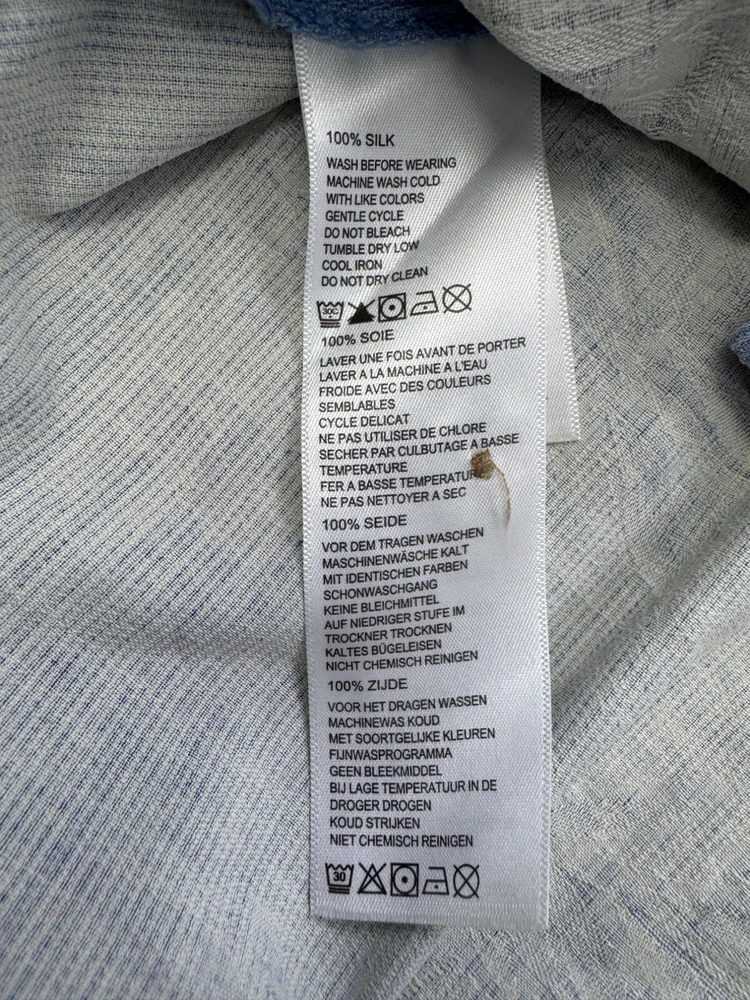 100% SILK
WASH BEFORE WEARING
MACHINE WASH COLD
WITH LIKE COLORS
GENTLE CYCLE
DO NOT BLEACH
TUMBLE DRY LOW
COOL IRON
DO NOT DRY CLEAN
30C
100% SOIE
LAVER UNE FOIS AVANT DE PORTER
LAVER A LA MACHINE A L'EAU
FROIDE AVEC DES COULEURS
SEMBLABLES
CYCLE DELICAT
NE PAS UTILISER DE CHLORE
SECHER PAR CULBUTAGE A BASSE
TEMPERATURE
FER A BASSE TEMPERATUR
NE PAS NETTOYER A SEC
100% SEIDE
VOR DEM TRAGEN WASCHEN
MASCHINENWÄSCHE KALT
MIT IDENTISCHEN FARBEN
SCHONWASCHGANG
KEINE BLEICHMITTEL
AUF NIEDRIGER STUFE IM
TROCKNER TROCKNEN
KALTES BÜGELEISEN
NICHT CHEMISCH REINIGEN
100% ZIJDE
VOOR HET DRAGEN WASSEN
MACHINEWAS KOUD
MET SOORTGELIJKE KLEUREN
FIJNWASPROGRAMMA
GEEN BLEEKMIDDEL
BIJ LAGE TEMPERATUUR IN DE
DROGER DROGEN
KOUD STRIJKEN
NIET CHEMISCH REINIGEN
30